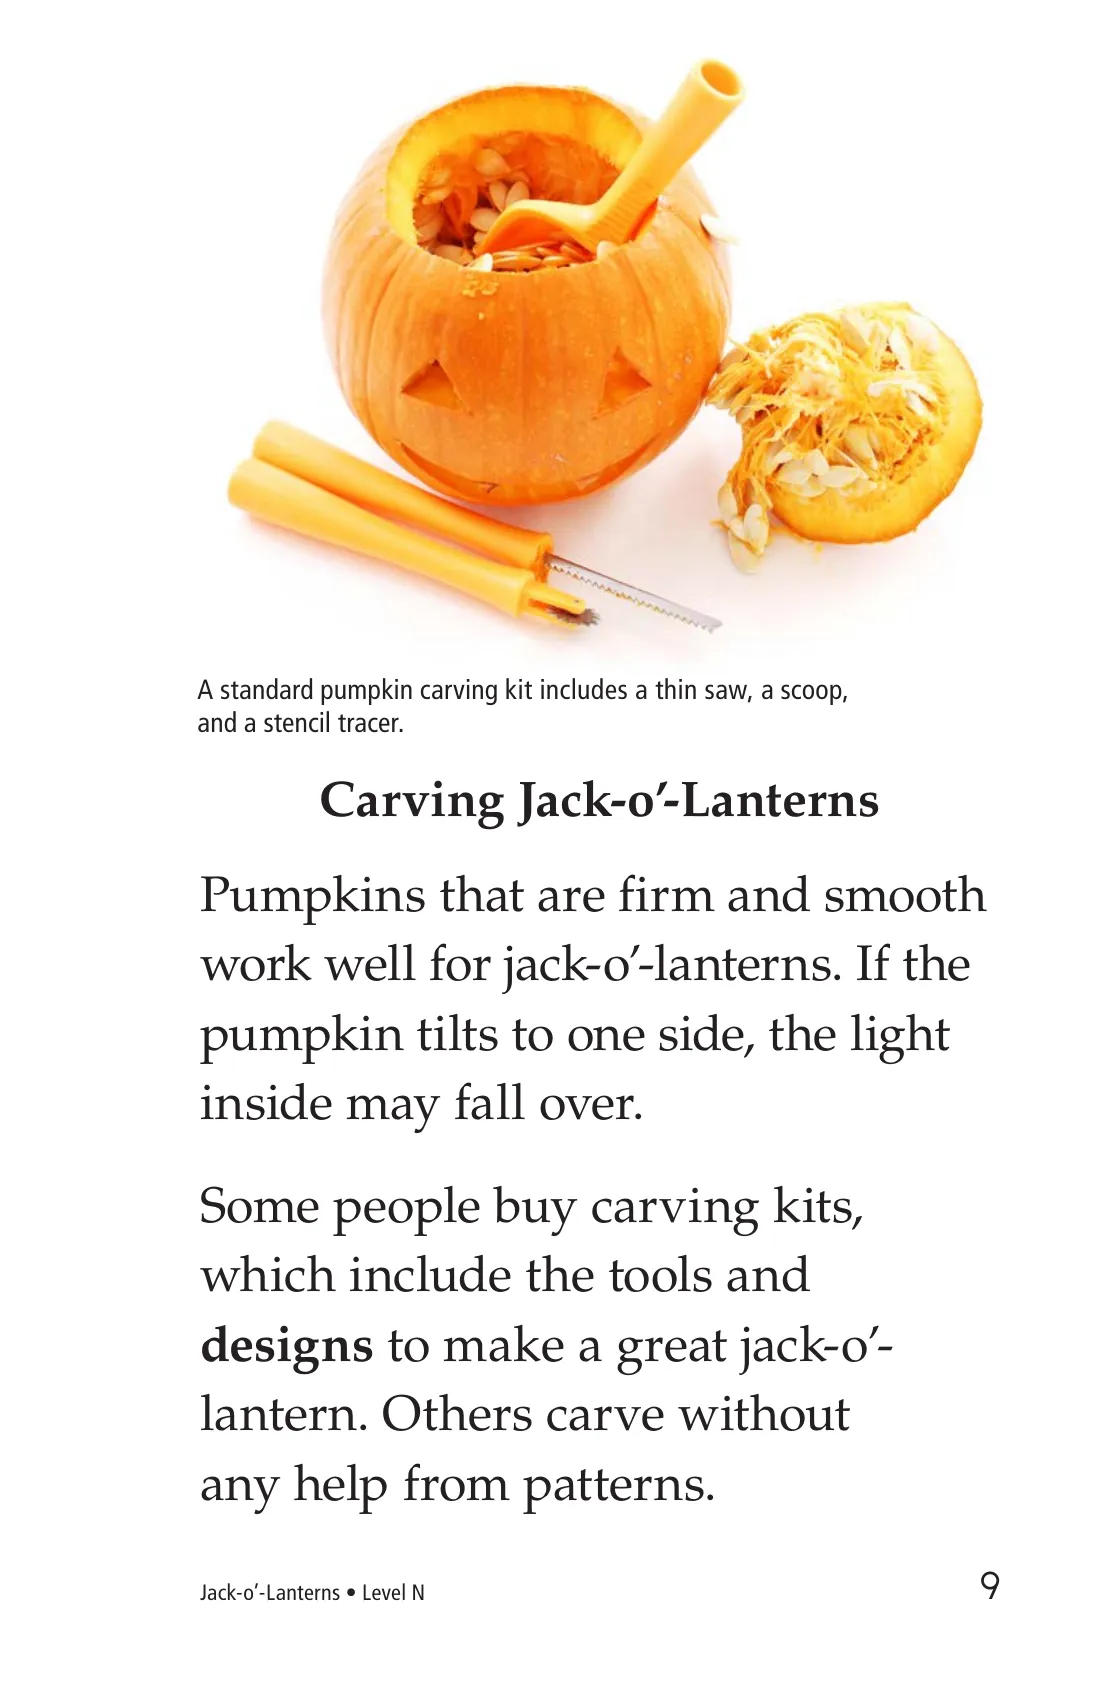 A standard pumpkin carving kit includes a thin saw, a scoop,
and a stencil tracer.
Carving Jack-o’-Lanterns
Pumpkins that are firm and smooth
work well for jack-o’-lanterns. If the
pumpkin tilts to one side, the light
inside may fall over.
Some people buy carving kits,
which include the tools and
designs to make a great jack-o’-
lantern. Others carve without
any help from patterns.
Jack-o’-Lanterns • Level N
9